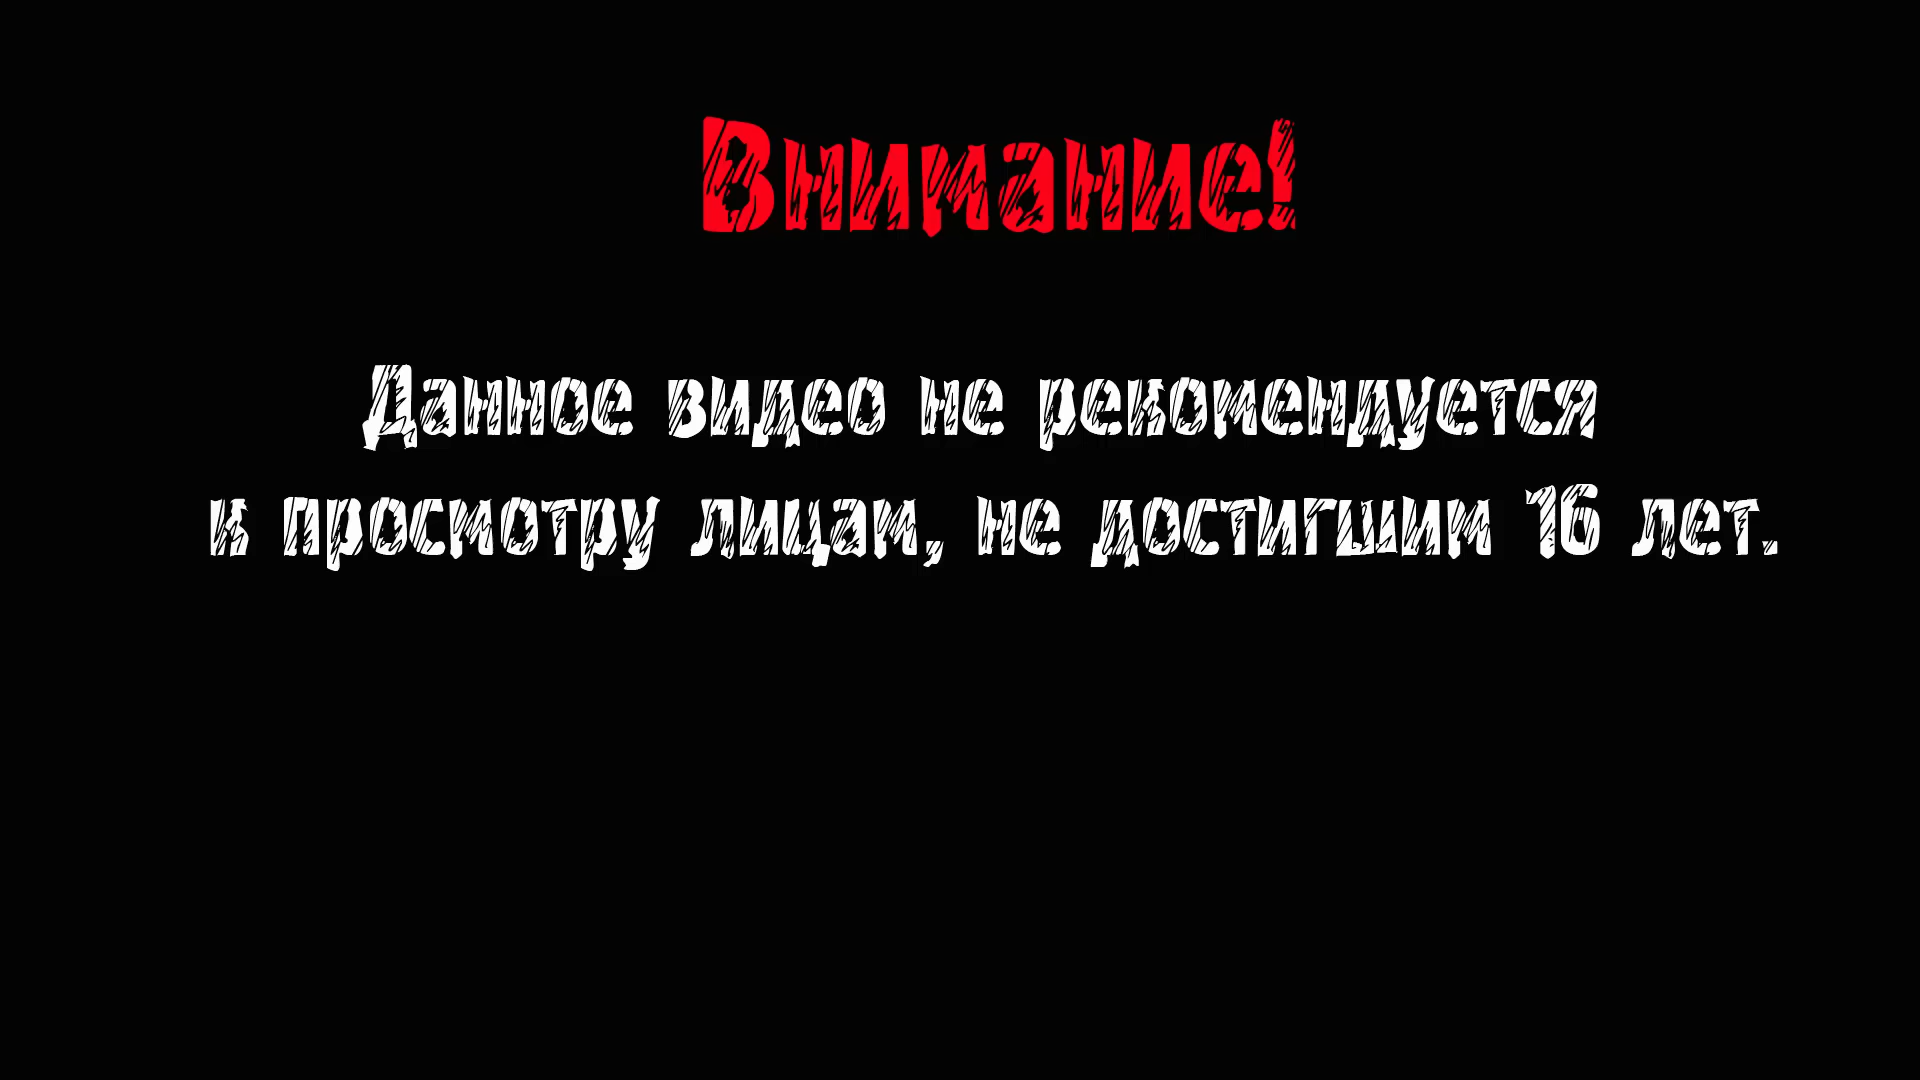 Внимание!
Данное видео не рекомендуется
к просмотру лицам, не достигшим 16 лет.